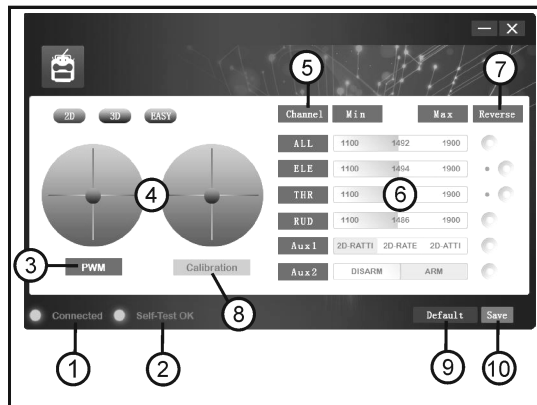 5 7
Channel Min Max Reverse
2D 3D EASY
ALL 1100 1492 1900
ELE 1100 1494 1900
4
THR 1100 6 1900
RUD 1100 1486 1900
Aux1 2D-RATTI 2D-RATE 2D-ATTI
3 PWM Calibration
Aux2 DISARM ARM
8
Connected Self-Test OK Default Save
1 2 9 10